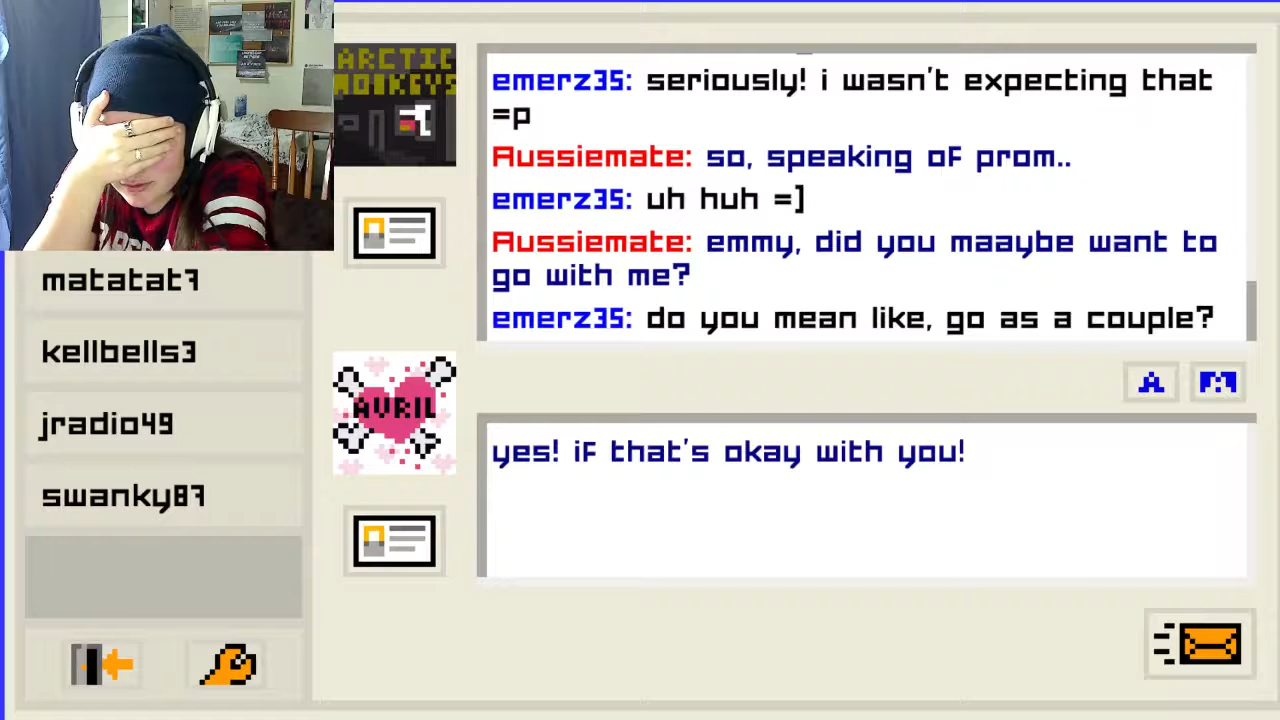 ARCTIC
MONKEYS
emerz35: seriously! i wasn't expecting that
=p
Aussiemate: so, speaking of prom..
emerz35: uh huh =]
Aussiemate: emmy, did you maaybe want to
go with me?
emerz35: do you mean like, go as a couple?
matatat7
kellbells3
jradio49
swanky87
AVRIL
A
yes! if that's okay with you!